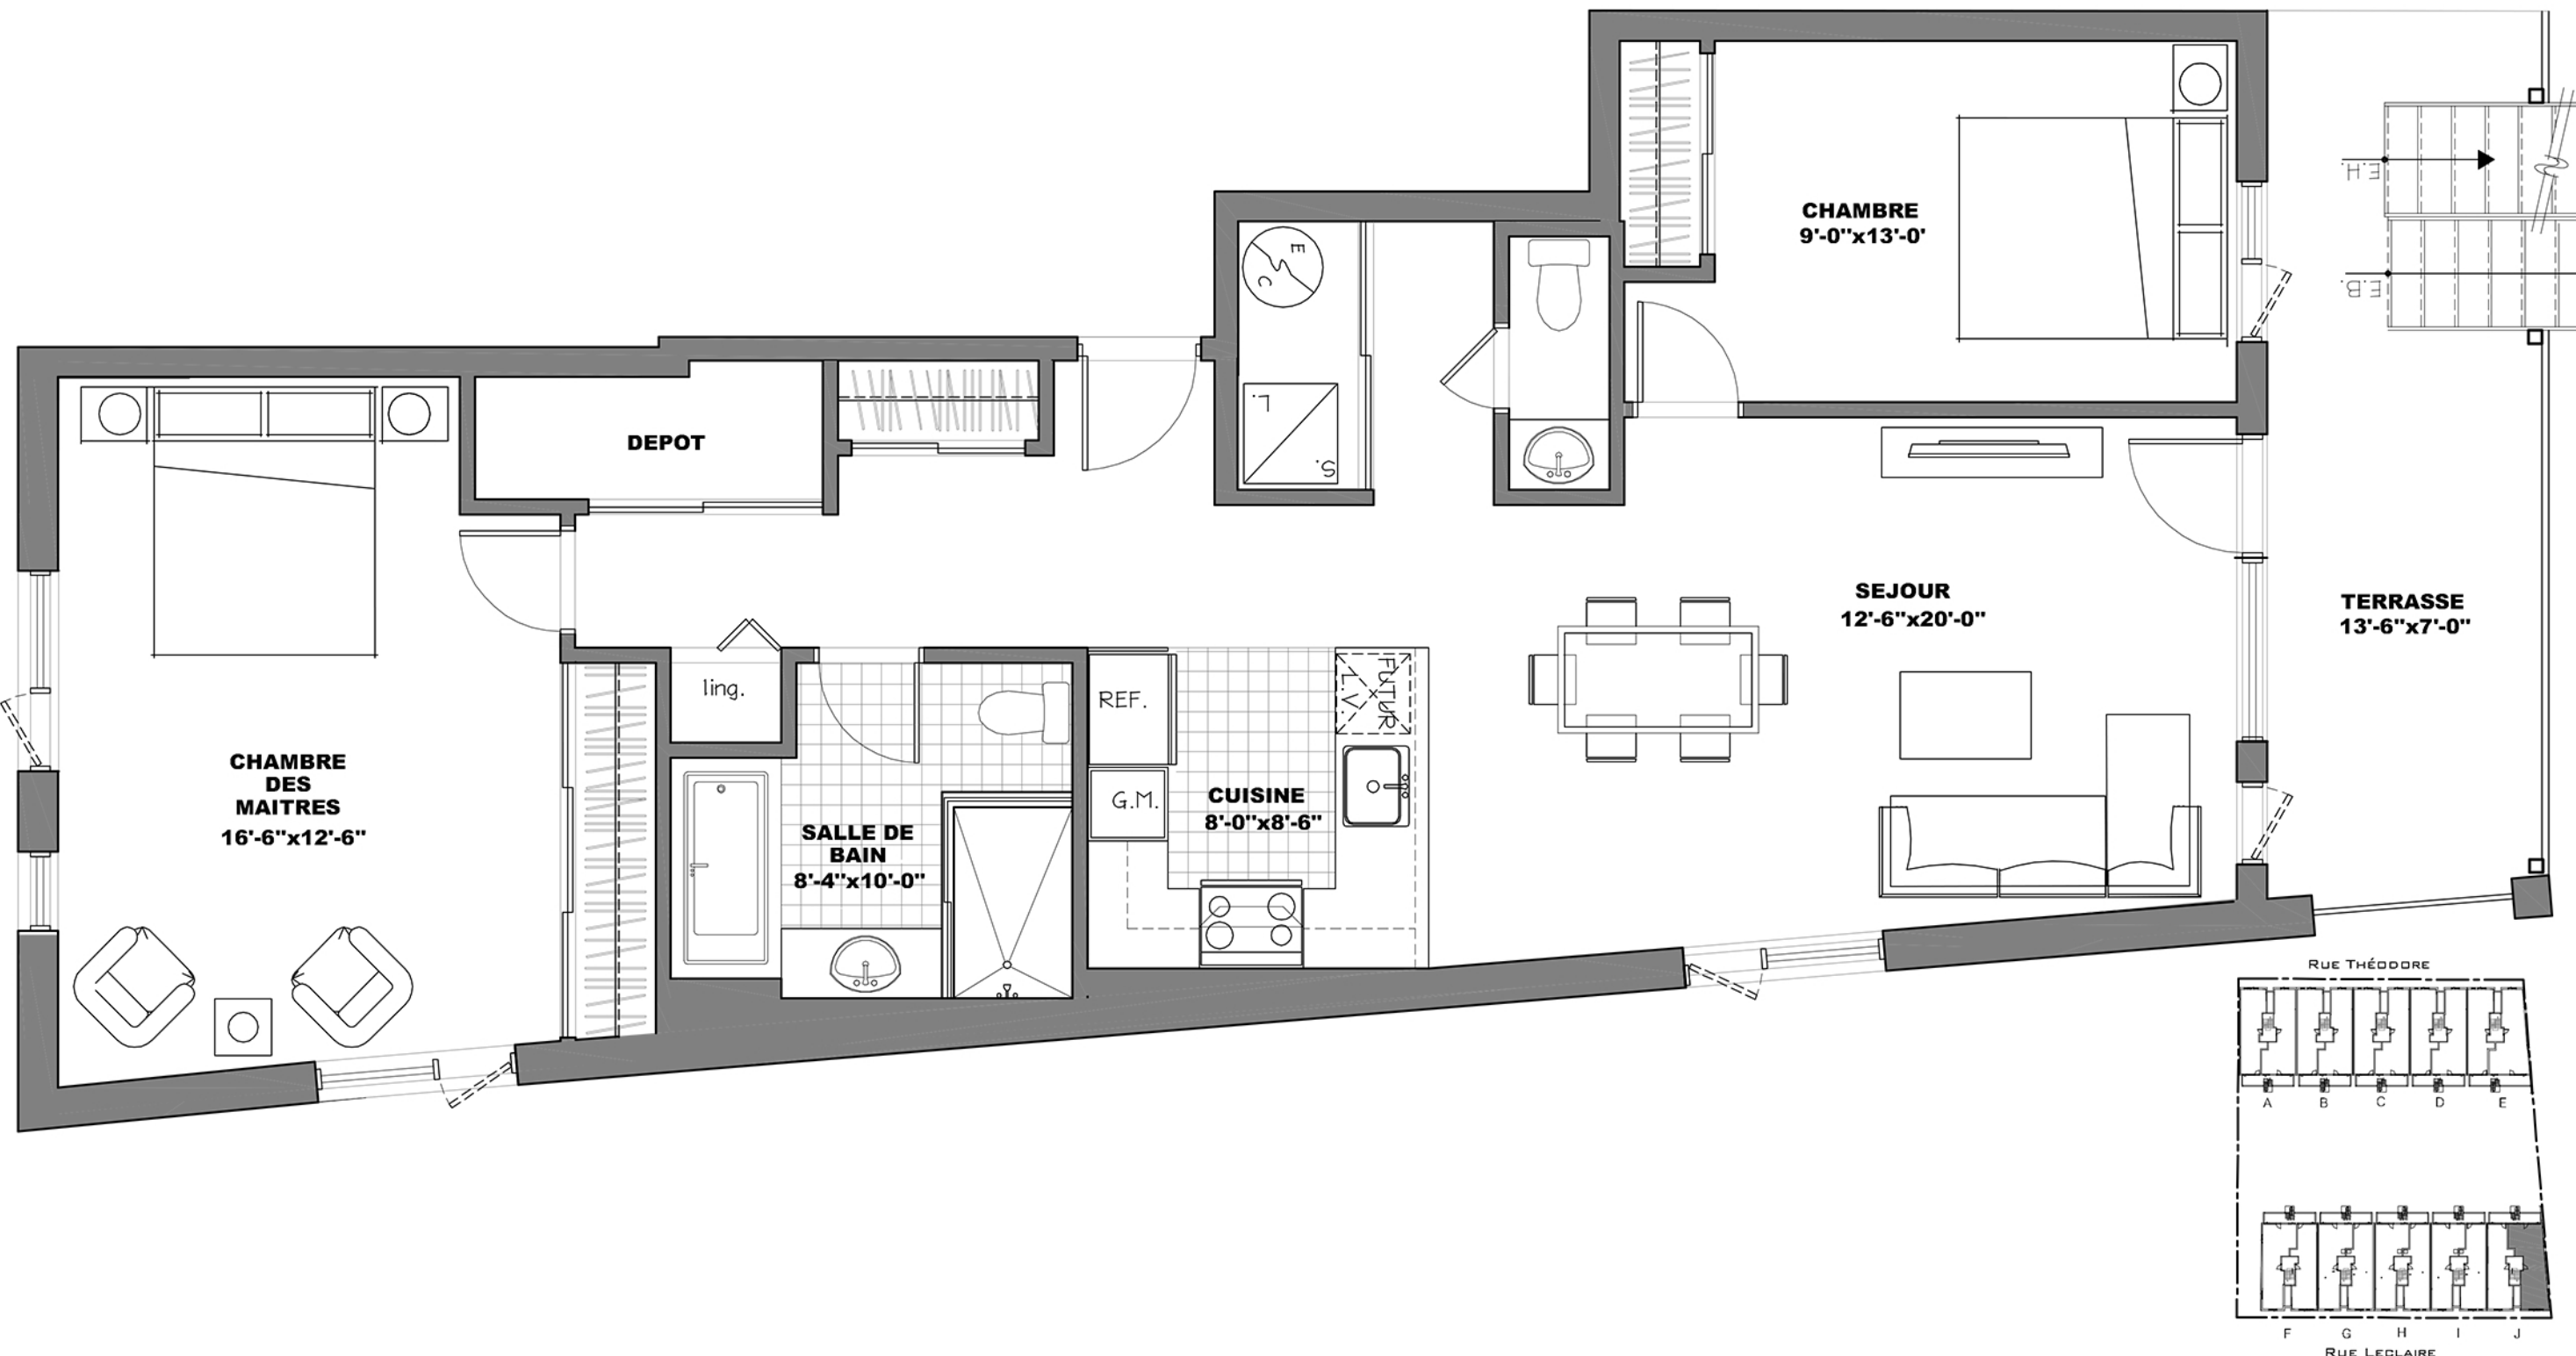 CHAMBRE
9'-0"x13'-0'
E.H.
E.B.
E
C
L.
S.
DEPOT
SEJOUR
12'-6"x20'-0"
TERRASSE
13'-6"x7'-0"
ling.
REF.
FUTUR
L.V.
G.M.
CHAMBRE
DES
MAITRES
16'-6"x12'-6"
SALLE DE
BAIN
8'-4"x10'-0"
CUISINE
8'-0"x8'-6"
RUE THÉODORE
A B C D E
F G H I J
RUE LECLAIRE